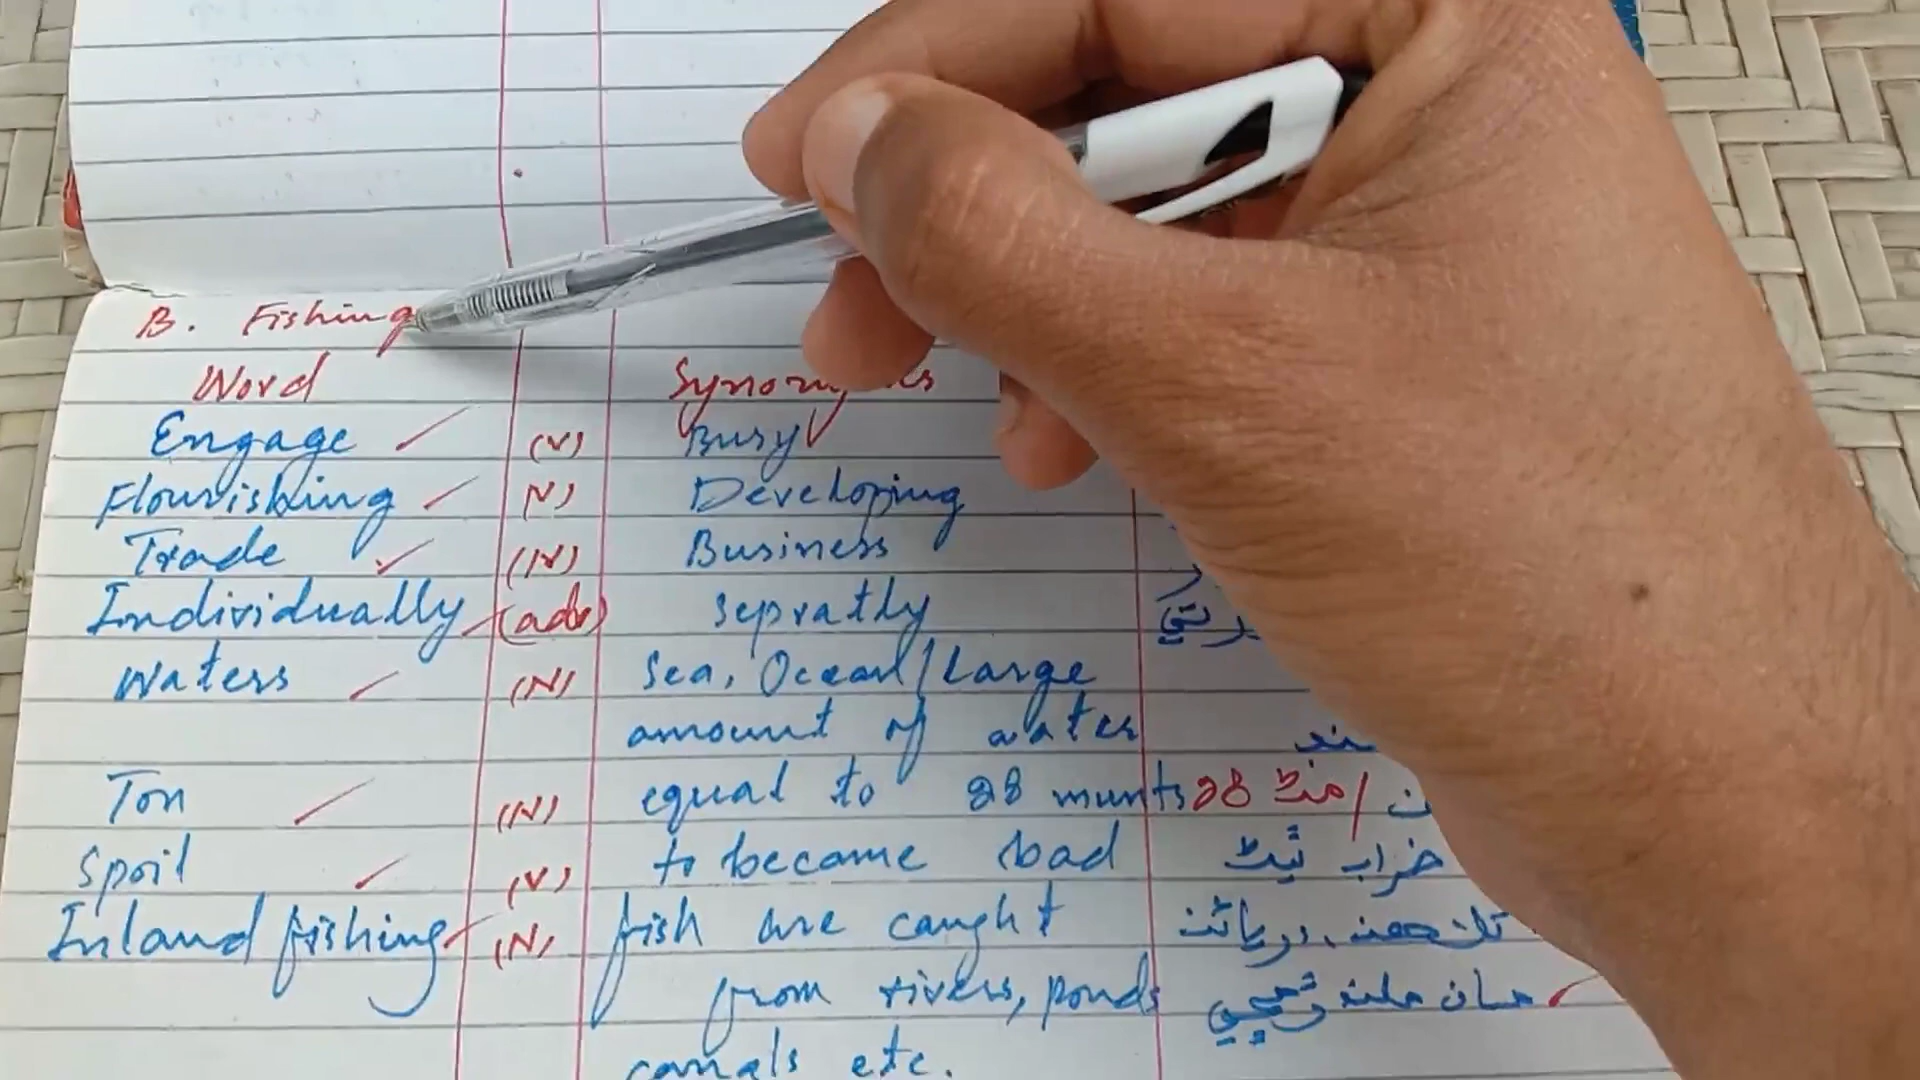 B. Fishing
Word Synonyms
Engage (v) Busy
Flourishing N) Developing
Trade (N) Business
Individually (adv) sepratly
Waters (N) Sea, Ocean/Large
amount of water
Ton (N) equal to 28 munts 28
Spoil (v) to became bad خراب ٿيڻ
Inland fishing (N) fish are caught
from rivers, ponds
canals etc.